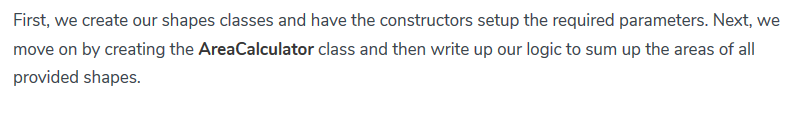 First, we create our shapes classes and have the constructors setup the required parameters. Next, we
move on by creating the AreaCalculator class and then write up our logic to sum up the areas of all
provided shapes.